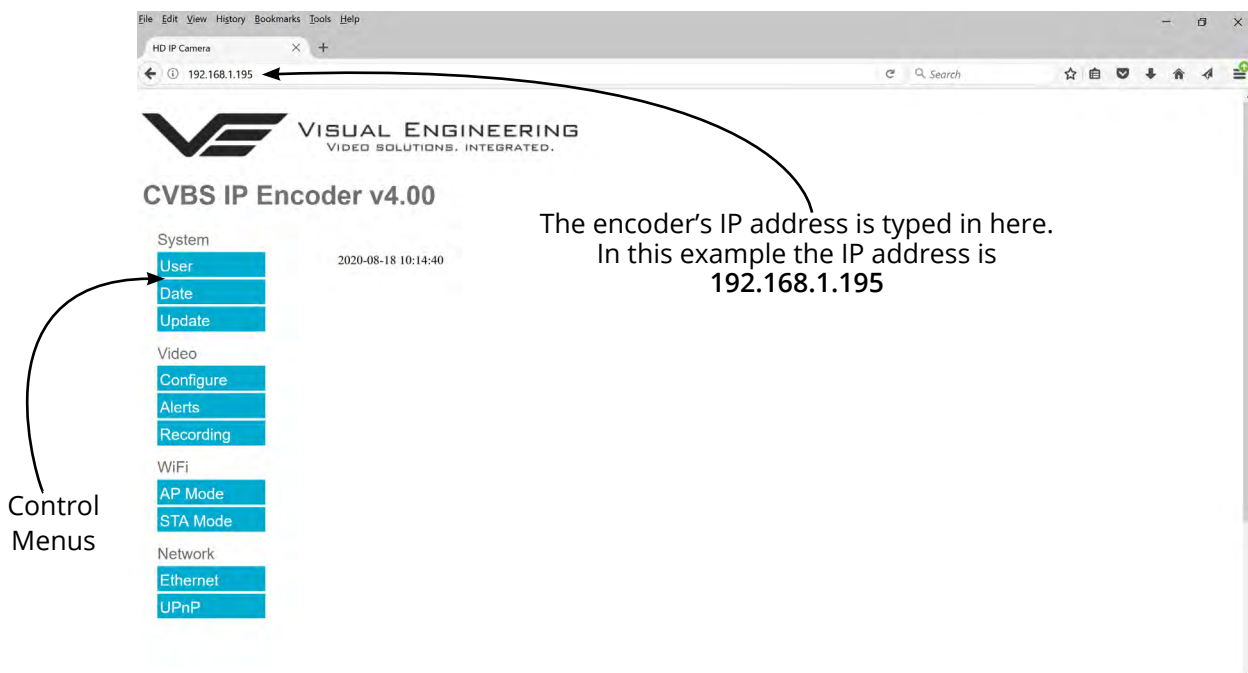 File Edit View History Bookmarks Tools Help
HD IP Camera
192.168.1.195
Search
VISUAL ENGINEERING
VIDEO SOLUTIONS. INTEGRATED.
CVBS IP Encoder v4.00
The encoder’s IP address is typed in here.
In this example the IP address is
192.168.1.195
System
User
2020-08-18 10:14:40
Date
Update
Video
Configure
Alerts
Recording
WiFi
AP Mode
STA Mode
Control
Menus
Network
Ethernet
UPnP